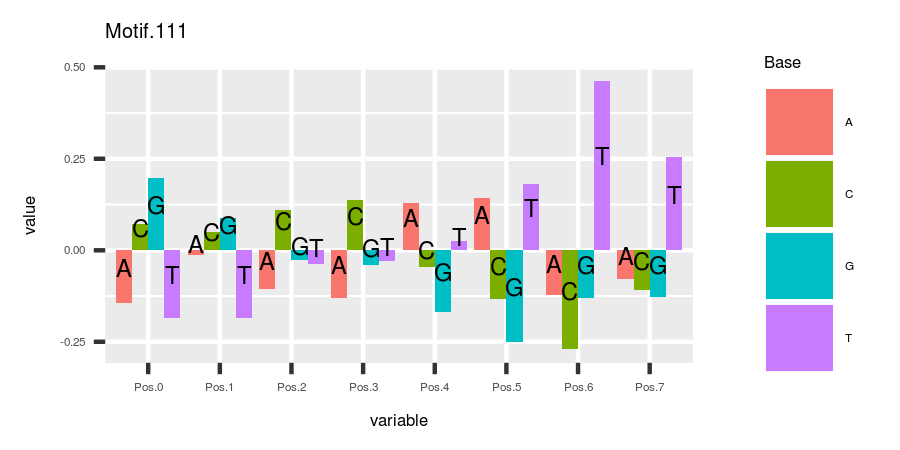 Motif.111
0.50
0.25
0.00
-0.25
value
A C G T A C G T A C G T A C G T A C G T A C G T A C G T A C G T
Pos.0 Pos.1 Pos.2 Pos.3 Pos.4 Pos.5 Pos.6 Pos.7
variable
Base
A
C
G
T